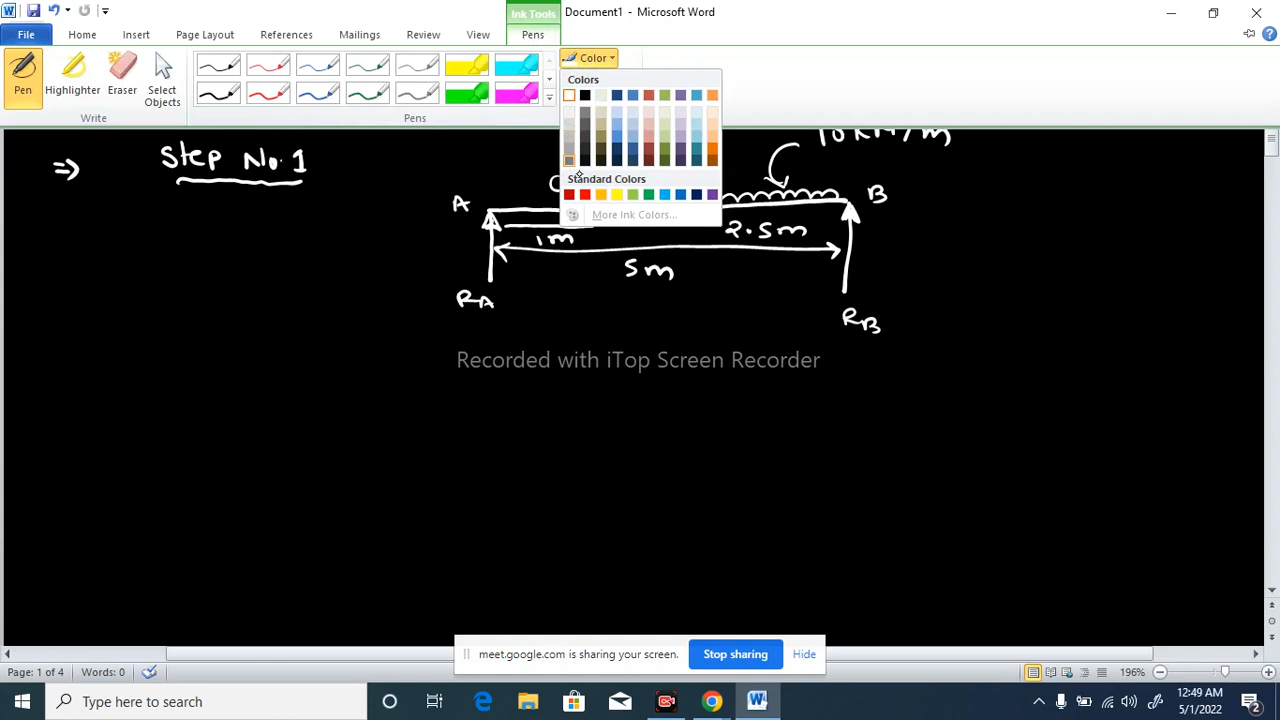 Ink Tools
Document1 - Microsoft Word
File Home Insert Page Layout References Mailings Review View Pens
Pen
Highlighter
Eraser
Select Objects
Write
Pens
Color
Colors
Standard Colors
More Ink Colors...
⇒ Step No. 1
10 kN/m
A
B
1m
2.5m
5m
RA
RB
Recorded with iTop Screen Recorder
meet.google.com is sharing your screen.
Stop sharing
Hide
Page: 1 of 4
Words: 0
196%
Type here to search
12:49 AM
5/1/2022
2